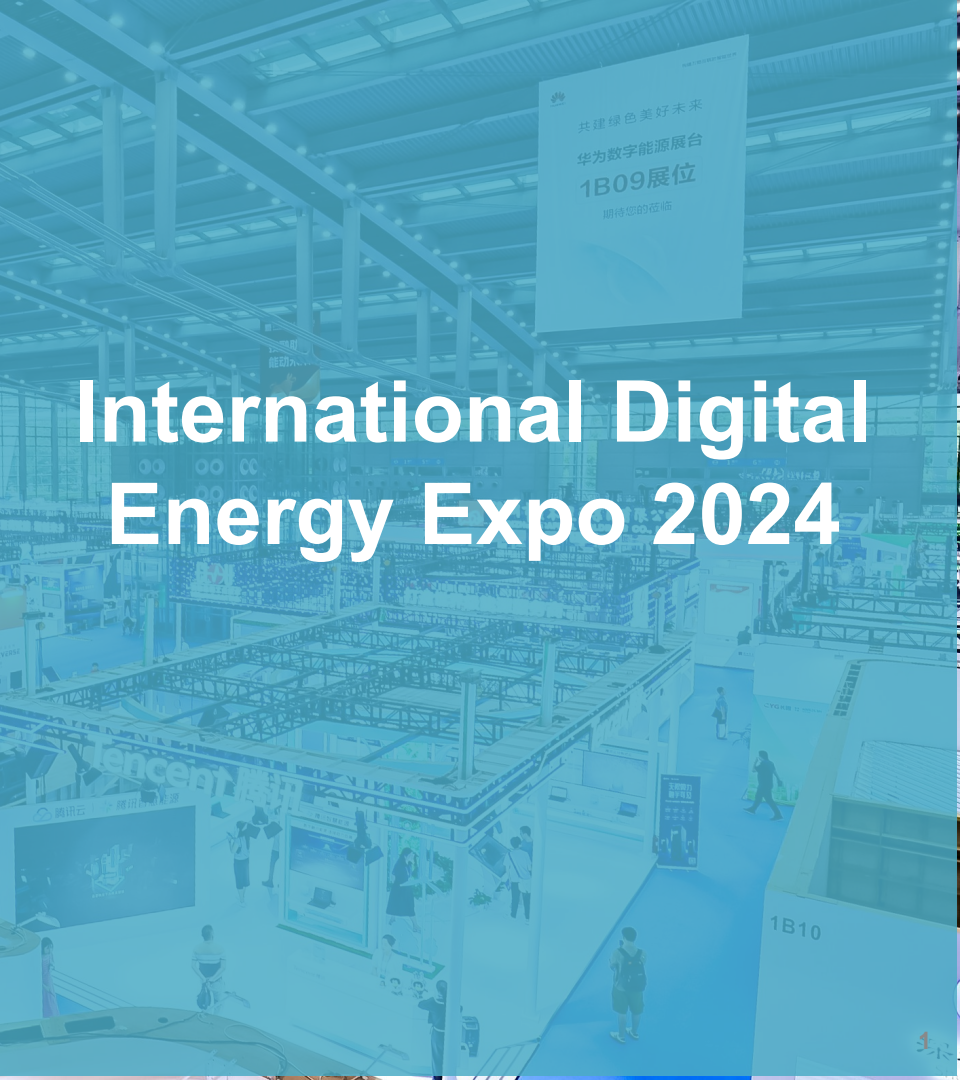 共建绿色美好未来
华为数字能源展台
1B09展位
期待您的莅临
International Digital
Energy Expo 2024
Tencent 腾讯
腾讯云
1B10